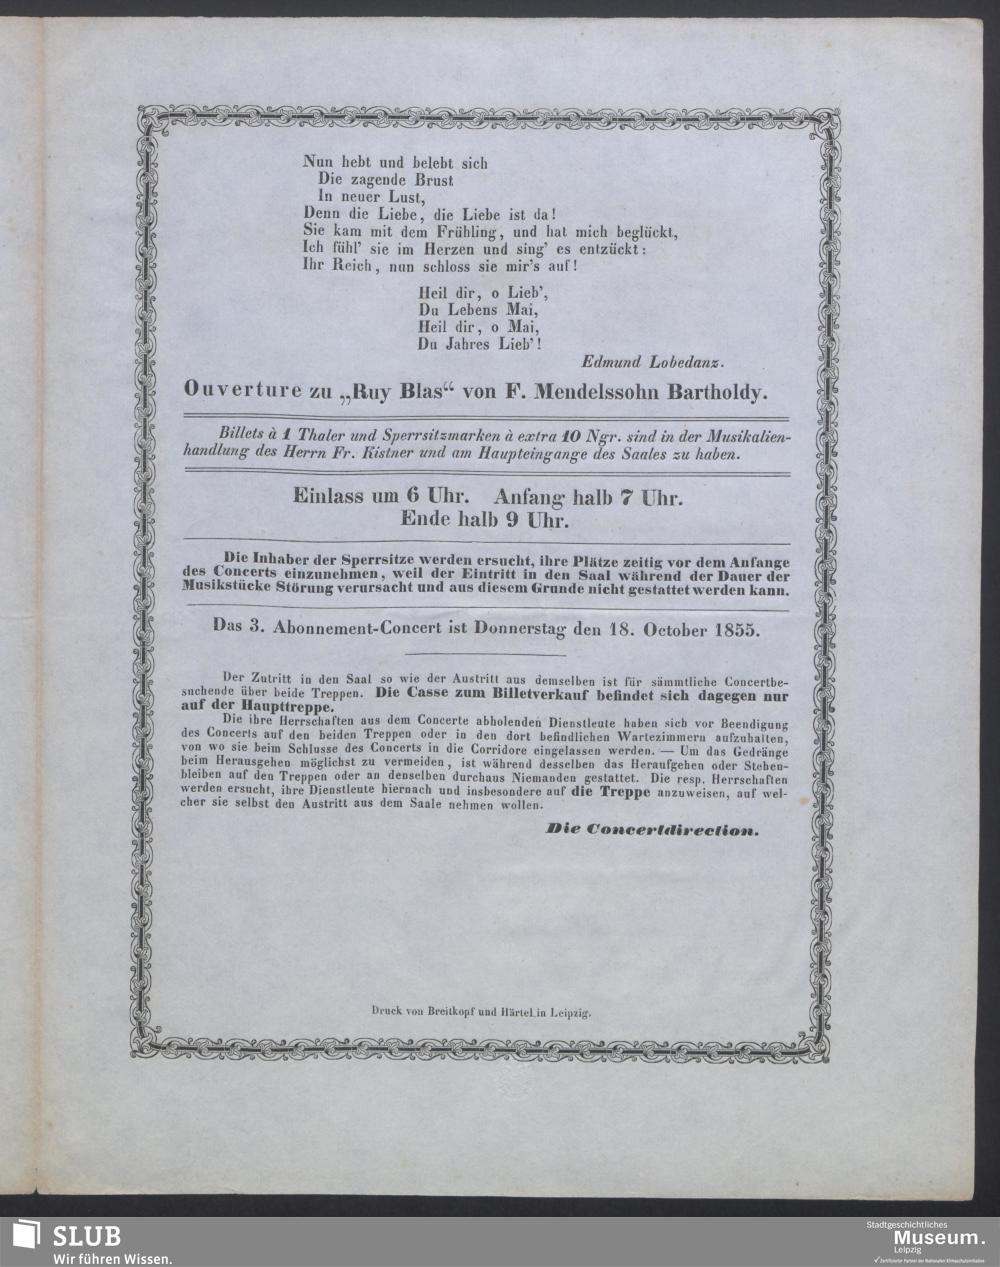 Nun hebt und belebt sich
Die zagende Brust
In neuer Lust,
Denn die Liebe, die Liebe ist da!
Sie kam mit dem Frühling, und hat mich beglückt,
Ich fühl' sie im Herzen und sing' es entzückt:
Ihr Reich, nun schloss sie mir's auf!
Heil dir, o Lieb',
Du Lebens Mai,
Heil dir, o Mai,
Du Jahres Lieb'!
Edmund Lobedanz.
Ouverture zu „Ruy Blas“ von F. Mendelssohn Bartholdy.
Billets à 1 Thaler und Sperrsitzmarken à extra 10 Ngr. sind in der Musikalien-
handlung des Herrn Fr. Kistner und am Haupteingange des Saales zu haben.
Einlass um 6 Uhr. Anfang halb 7 Uhr.
Ende halb 9 Uhr.
Die Inhaber der Sperrsitze werden ersucht, ihre Plätze zeitig vor dem Anfange
des Concerts einzunehmen, weil der Eintritt in den Saal während der Dauer der
Musikstücke Störung verursacht und aus diesem Grunde nicht gestattet werden kann.
Das 3. Abonnement-Concert ist Donnerstag den 18. October 1855.
Der Zutritt in den Saal so wie der Austritt aus demselben ist für sämmtliche Concertbe-
suchende über beide Treppen. Die Casse zum Billetverkauf befindet sich dagegen nur
auf der Haupttreppe.
Die ihre Herrschaften aus dem Concerte abholenden Dienstleute haben sich vor Beendigung
des Concerts auf den beiden Treppen oder in den dort befindlichen Wartezimmern aufzuhalten,
von wo sie beim Schlusse des Concerts in die Corridore eingelassen werden. — Um das Gedränge
beim Herausgehen möglichst zu vermeiden, ist während desselben das Heraufgehen oder Stehen-
bleiben auf den Treppen oder an denselben durchaus Niemanden gestattet. Die resp. Herrschaften
werden ersucht, ihre Dienstleute hiernach und insbesondere auf die Treppe anzuweisen, auf wel-
cher sie selbst den Austritt aus dem Saale nehmen wollen.
Die Concertdirection.
Druck von Breitkopf und Härtel in Leipzig.
SLUB
Wir führen Wissen.
Stadtgeschichtliches
Museum.
Leipzig
Zertifizierter Partner der Nationalen Klimaschutzinitiative